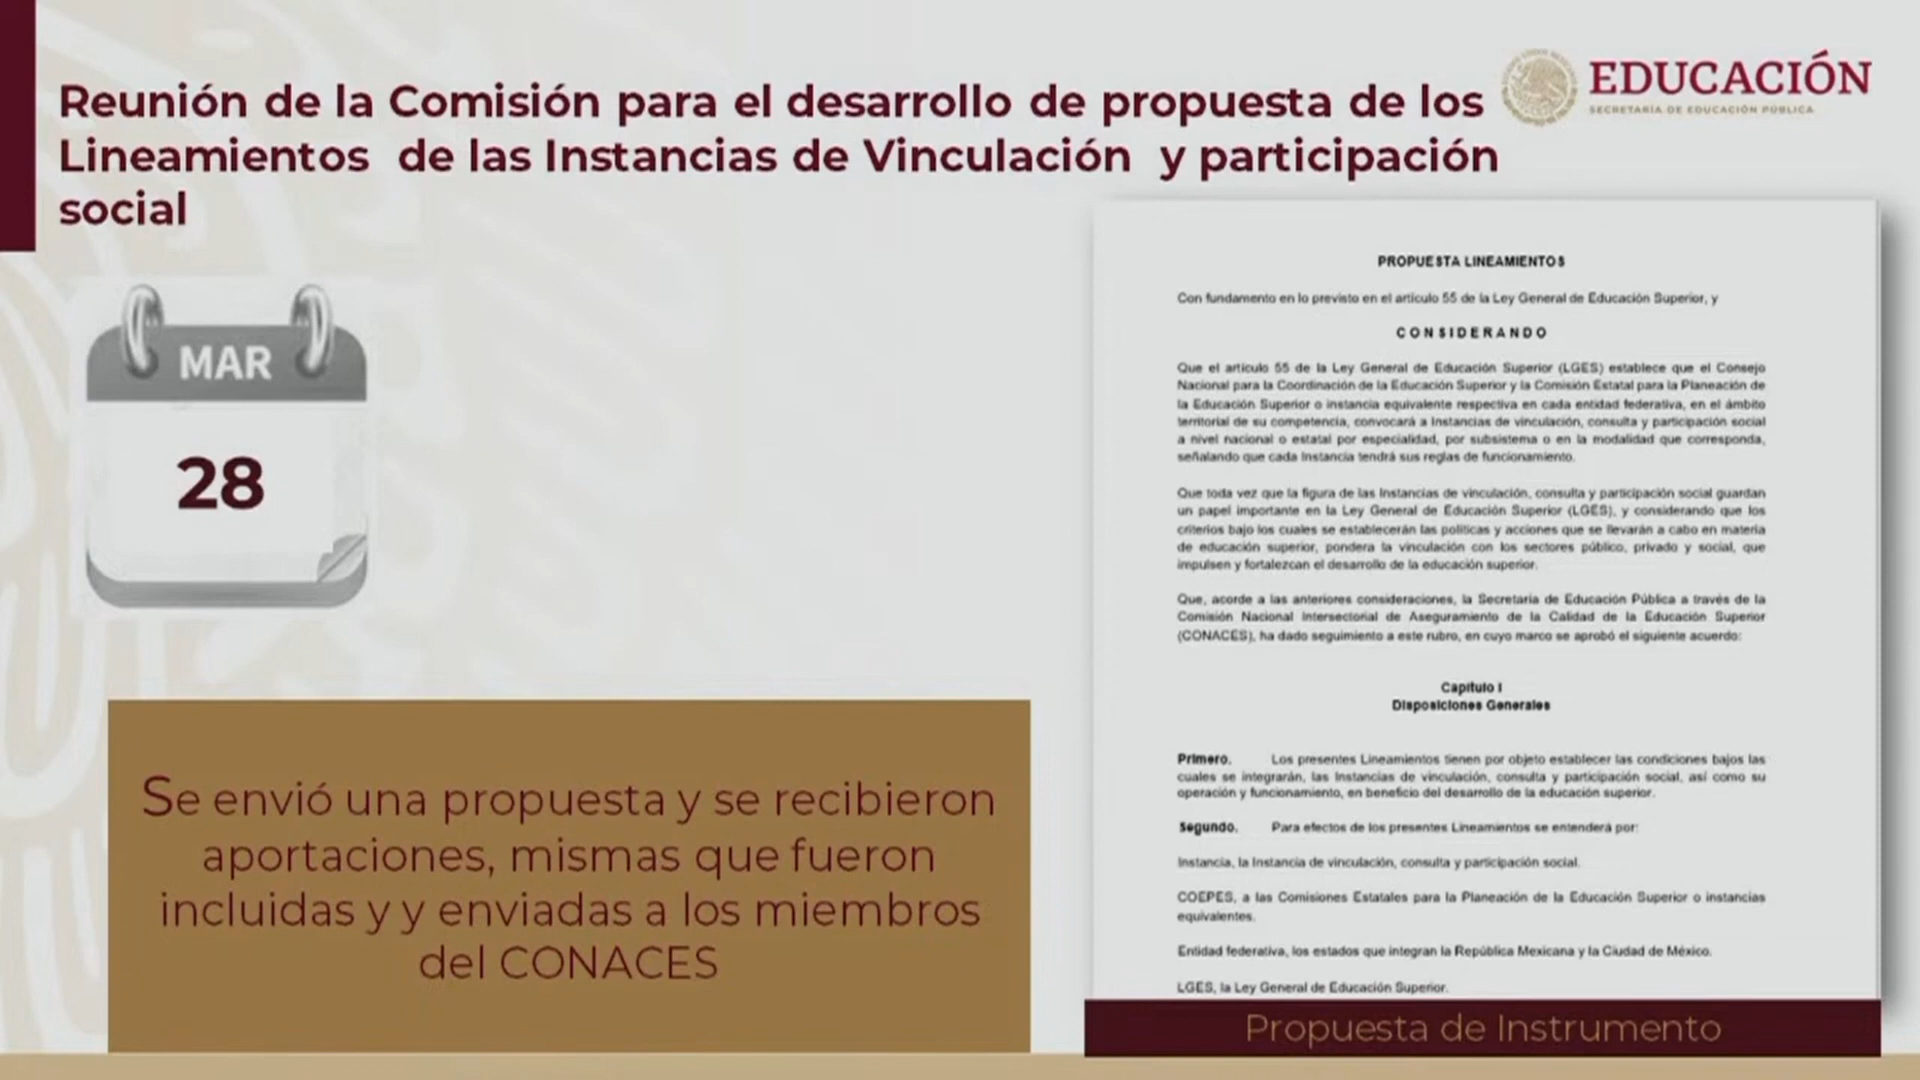 Reunión de la Comisión para el desarrollo de propuesta de los
Lineamientos de las Instancias de Vinculación y participación
social
EDUCACIÓN
SECRETARÍA DE EDUCACIÓN PÚBLICA
MAR
28
Se envió una propuesta y se recibieron
aportaciones, mismas que fueron
incluidas y y enviadas a los miembros
del CONACES
PROPUESTA LINEAMIENTOS
Con fundamento en lo previsto en el artículo 55 de la Ley General de Educación Superior, y
CONSIDERANDO
Que el artículo 55 de la Ley General de Educación Superior (LGES) establece que el Consejo
Nacional para la Coordinación de la Educación Superior y la Comisión Estatal para la Planeación de
la Educación Superior o instancia equivalente respectiva en cada entidad federativa, en el ámbito
territorial de su competencia, convocará a Instancias de vinculación, consulta y participación social
a nivel nacional o estatal por especialidad, por subsistema o en la modalidad que corresponda,
señalando que cada Instancia tendrá sus reglas de funcionamiento.
Que toda vez que la figura de las Instancias de vinculación, consulta y participación social guardan
un papel importante en la Ley General de Educación Superior (LGES), y considerando que los
criterios bajo los cuales se establecerán las políticas y acciones que se llevarán a cabo en materia
de educación superior, pondera la vinculación con los sectores público, privado y social, que
impulsen y fortalezcan el desarrollo de la educación superior.
Que, acorde a las anteriores consideraciones, la Secretaría de Educación Pública a través de la
Comisión Nacional Intersectorial de Aseguramiento de la Calidad de la Educación Superior
(CONACES), ha dado seguimiento a este rubro, en cuyo marco se aprobó el siguiente acuerdo:
Capítulo I
Disposiciones Generales
Primero. Los presentes Lineamientos tienen por objeto establecer las condiciones bajos las
cuales se integrarán, las Instancias de vinculación, consulta y participación social, así como su
operación y funcionamiento, en beneficio del desarrollo de la educación superior.
Segundo. Para efectos de los presentes Lineamientos se entenderá por:
Instancia, la Instancia de vinculación, consulta y participación social.
COEPES, a las Comisiones Estatales para la Planeación de la Educación Superior o instancias
equivalentes.
Entidad federativa, los estados que integran la República Mexicana y la Ciudad de México.
LGES, la Ley General de Educación Superior.
Propuesta de Instrumento